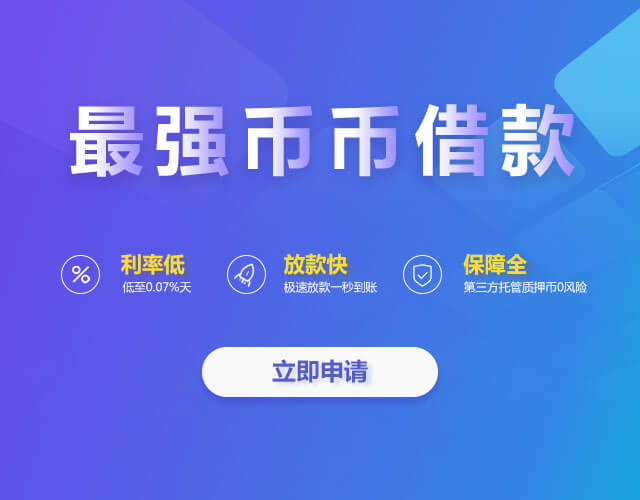 最强币币借款
利率低
低至0.07%天
放款快
极速放款一秒到账
保障全
第三方托管质押币0风险
立即申请